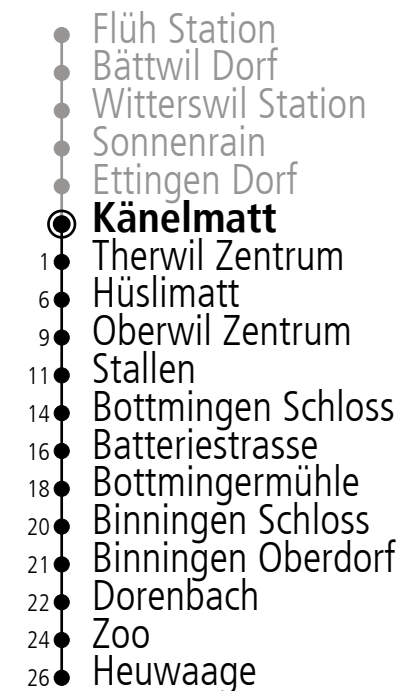 Flüh Station
Bättwil Dorf
Witterswil Station
Sonnenrain
Ettingen Dorf
Känelmatt
1 Therwil Zentrum
6 Hüslimatt
9 Oberwil Zentrum
11 Stallen
14 Bottmingen Schloss
16 Batteriestrasse
18 Bottmingermühle
20 Binningen Schloss
21 Binningen Oberdorf
22 Dorenbach
24 Zoo
26 Heuwaage